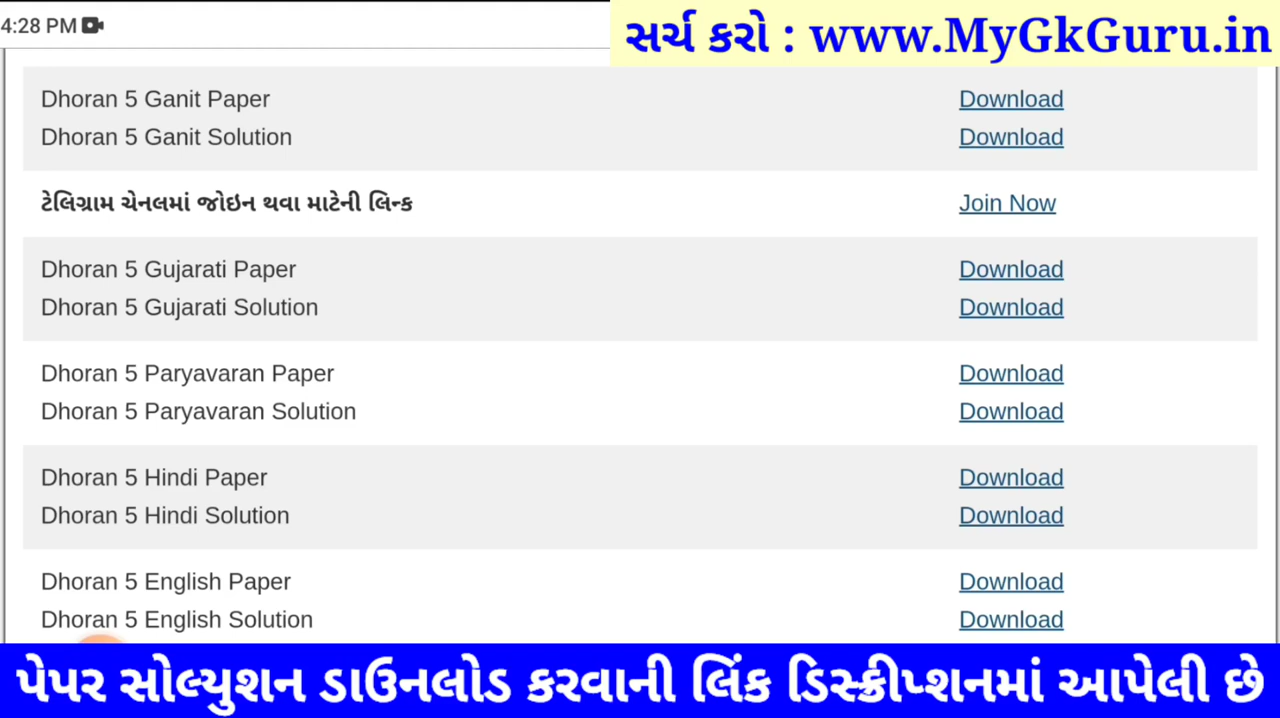 4:28 PM
સર્ચ કરો : www.MyGkGuru.in
Dhoran 5 Ganit Paper Download
Dhoran 5 Ganit Solution Download
ટેલિગ્રામ ચેનલમાં જોઇન થવા માટેની લિન્ક Join Now
Dhoran 5 Gujarati Paper Download
Dhoran 5 Gujarati Solution Download
Dhoran 5 Paryavaran Paper Download
Dhoran 5 Paryavaran Solution Download
Dhoran 5 Hindi Paper Download
Dhoran 5 Hindi Solution Download
Dhoran 5 English Paper Download
Dhoran 5 English Solution Download
પેપર સોલ્યુશન ડાઉનલોડ કરવાની લિંક ડિસ્ક્રીપ્શનમાં આપેલી છે